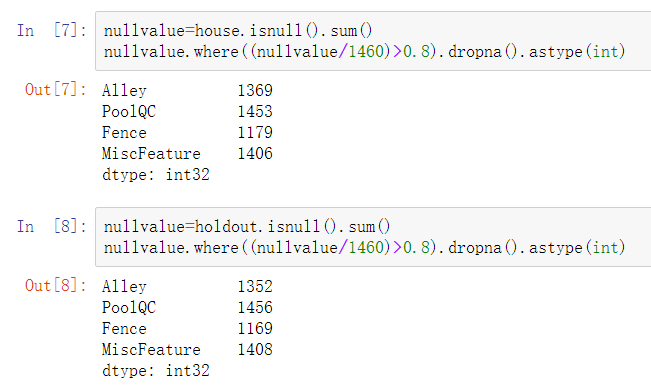 In [7]: nullvalue=house.isnull().sum()
nullvalue.where((nullvalue/1460)>0.8).dropna().astype(int)
Out[7]: Alley 1369
PoolQC 1453
Fence 1179
MiscFeature 1406
dtype: int32
In [8]: nullvalue=holdout.isnull().sum()
nullvalue.where((nullvalue/1460)>0.8).dropna().astype(int)
Out[8]: Alley 1352
PoolQC 1456
Fence 1169
MiscFeature 1408
dtype: int32